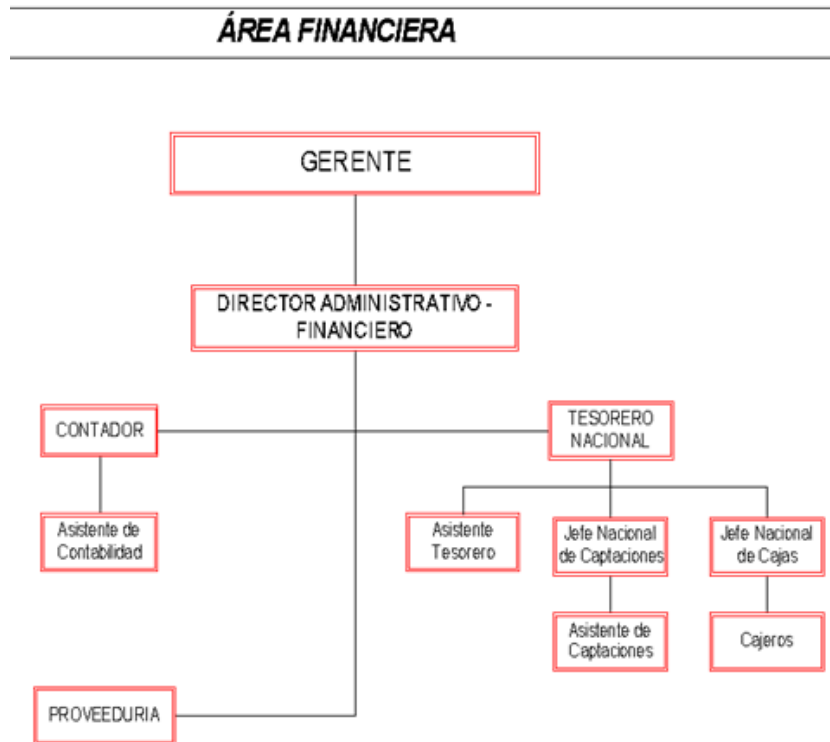 ÁREA FINANCIERA
GERENTE
DIRECTOR ADMINISTRATIVO -
FINANCIERO
CONTADOR
TESORERO
NACIONAL
Asistente de
Contabilidad
Asistente
Tesorero
Jefe Nacional
de Captaciones
Jefe Nacional
de Cajas
Asistente de
Captaciones
Cajeros
PROVEEDURIA